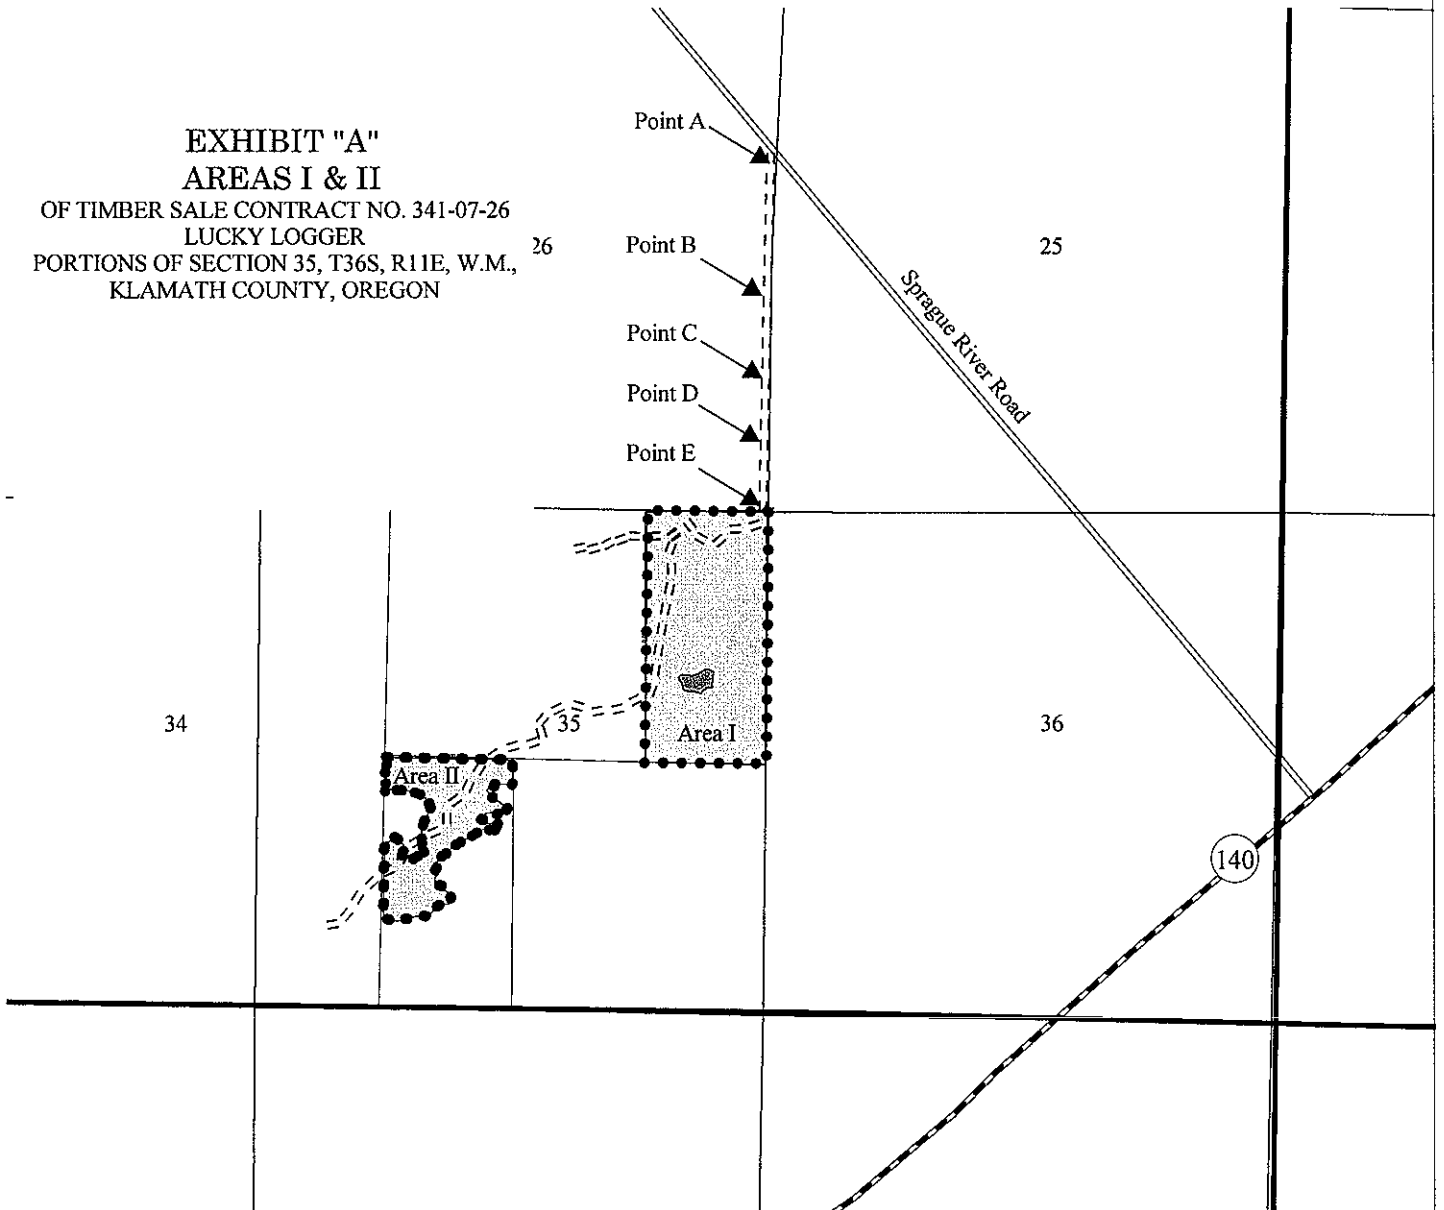 EXHIBIT "A"
AREAS I & II
OF TIMBER SALE CONTRACT NO. 341-07-26
LUCKY LOGGER
PORTIONS OF SECTION 35, T36S, R11E, W.M.,
KLAMATH COUNTY, OREGON
Point A
26
Point B
25
Sprague River Road
Point C
Point D
Point E
34
35
Area I
36
Area II
140